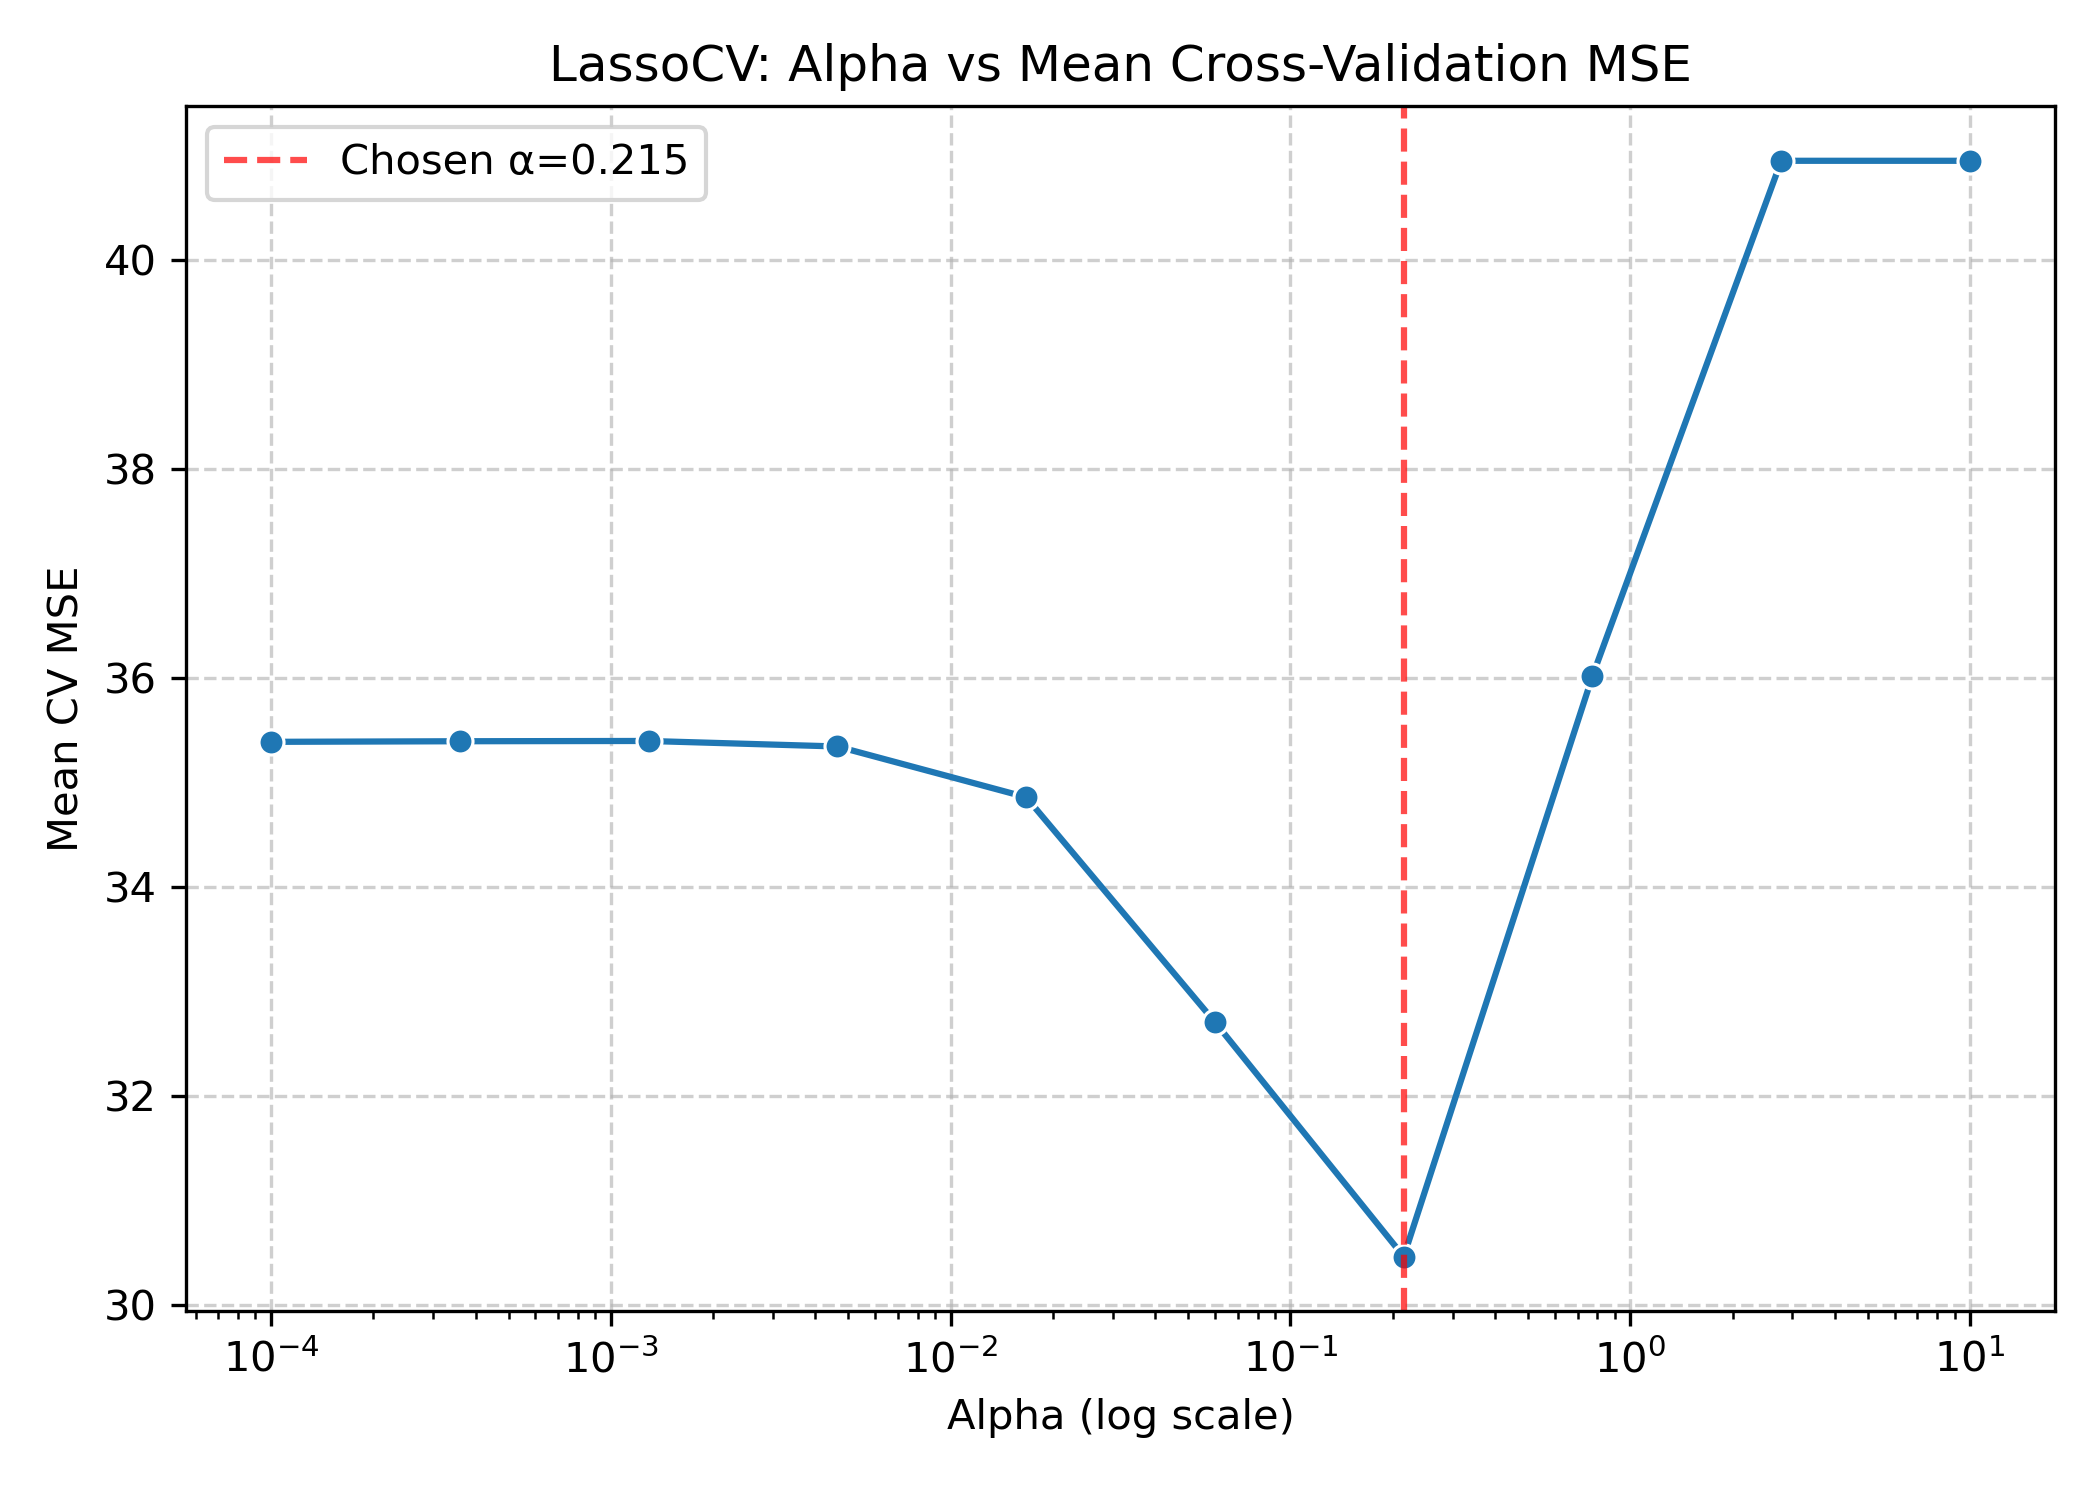 LassoCV: Alpha vs Mean Cross-Validation MSE
Chosen α=0.215
Mean CV MSE
40
38
36
34
32
30
10⁻⁴ 10⁻³ 10⁻² 10⁻¹ 10⁰ 10¹
Alpha (log scale)